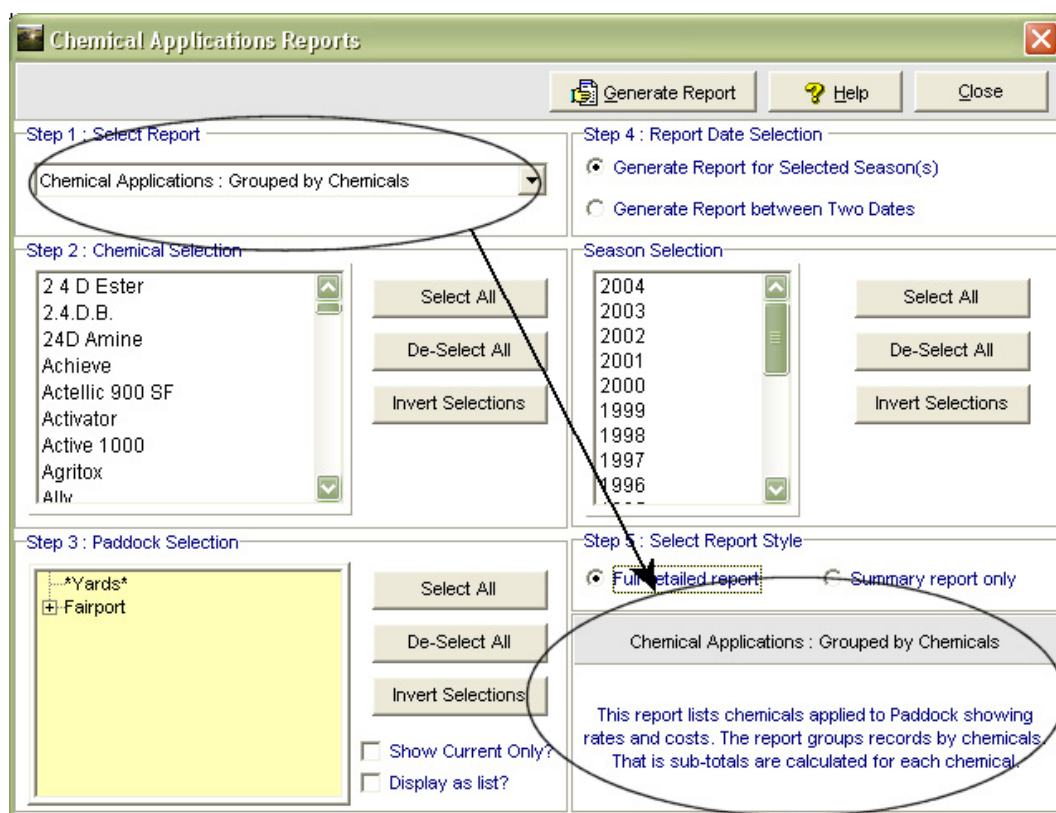 Chemical Applications Reports
Generate Report
Help
Close
Step 1 : Select Report
Chemical Applications : Grouped by Chemicals
Step 4 : Report Date Selection
Generate Report for Selected Season(s)
Generate Report between Two Dates
Step 2 : Chemical Selection
2 4 D Ester
2.4.D.B.
24D Amine
Achieve
Actellic 900 SF
Activator
Active 1000
Agritox
Ally
Select All
De-Select All
Invert Selections
Season Selection
2004
2003
2002
2001
2000
1999
1998
1997
1996
Select All
De-Select All
Invert Selections
Step 3 : Paddock Selection
*Yards*
Fairport
Select All
De-Select All
Invert Selections
Show Current Only?
Display as list?
Step 5 : Select Report Style
Full detailed report
Summary report only
Chemical Applications : Grouped by Chemicals
This report lists chemicals applied to Paddock showing
rates and costs. The report groups records by chemicals.
That is sub-totals are calculated for each chemical.